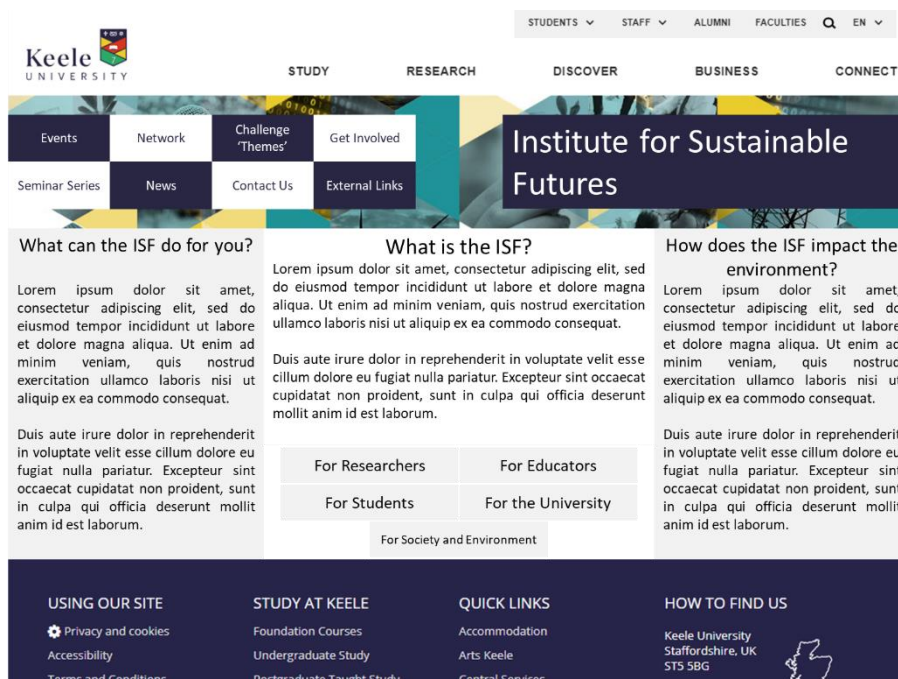 STUDENTS STAFF ALUMNI FACULTIES EN
Keele
UNIVERSITY
STUDY RESEARCH DISCOVER BUSINESS CONNECT
Events Network Challenge 'Themes' Get Involved
Seminar Series News Contact Us External Links
Institute for Sustainable
Futures
What can the ISF do for you?
Lorem ipsum dolor sit amet,
consectetur adipiscing elit, sed do
eiusmod tempor incididunt ut labore
et dolore magna aliqua. Ut enim ad
minim veniam, quis nostrud
exercitation ullamco laboris nisi ut
aliquip ex ea commodo consequat.
Duis aute irure dolor in reprehenderit
in voluptate velit esse cillum dolore eu
fugiat nulla pariatur. Excepteur sint
occaecat cupidatat non proident, sunt
in culpa qui officia deserunt mollit
anim id est laborum.
What is the ISF?
Lorem ipsum dolor sit amet, consectetur adipiscing elit, sed
do eiusmod tempor incididunt ut labore et dolore magna
aliqua. Ut enim ad minim veniam, quis nostrud exercitation
ullamco laboris nisi ut aliquip ex ea commodo consequat.
Duis aute irure dolor in reprehenderit in voluptate velit esse
cillum dolore eu fugiat nulla pariatur. Excepteur sint occaecat
cupidatat non proident, sunt in culpa qui officia deserunt
mollit anim id est laborum.
For Researchers For Educators
For Students For the University
For Society and Environment
How does the ISF impact the
environment?
Lorem ipsum dolor sit amet,
consectetur adipiscing elit, sed do
eiusmod tempor incididunt ut labore
et dolore magna aliqua. Ut enim ad
minim veniam, quis nostrud
exercitation ullamco laboris nisi ut
aliquip ex ea commodo consequat.
Duis aute irure dolor in reprehenderit
in voluptate velit esse cillum dolore eu
fugiat nulla pariatur. Excepteur sint
occaecat cupidatat non proident, sunt
in culpa qui officia deserunt mollit
anim id est laborum.
USING OUR SITE
Privacy and cookies
Accessibility
Terms and Conditions
STUDY AT KEELE
Foundation Courses
Undergraduate Study
Postgraduate Taught Study
QUICK LINKS
Accommodation
Arts Keele
Central Services
HOW TO FIND US
Keele University
Staffordshire, UK
ST5 5BG